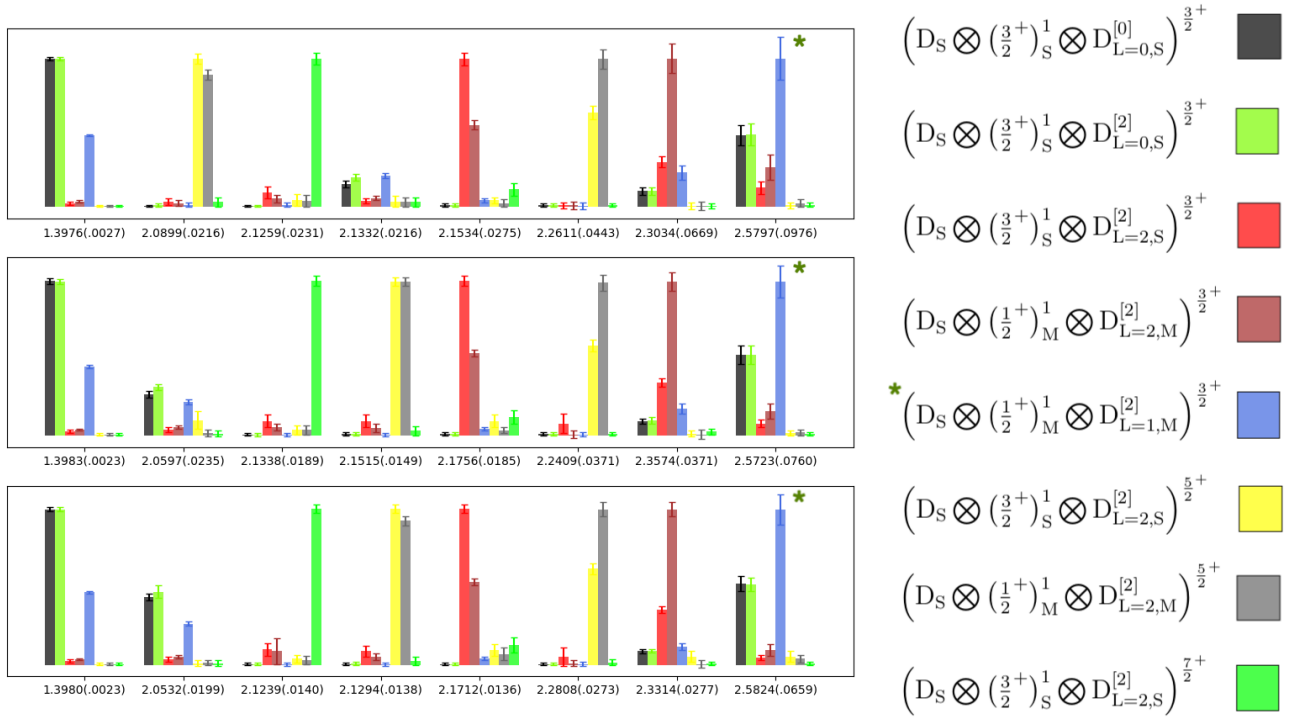 *
1.3976(.0027) 2.0899(.0216) 2.1259(.0231) 2.1332(.0216) 2.1534(.0275) 2.2611(.0443) 2.3034(.0669) 2.5797(.0976)
*
1.3983(.0023) 2.0597(.0235) 2.1338(.0189) 2.1515(.0149) 2.1756(.0185) 2.2409(.0371) 2.3574(.0371) 2.5723(.0760)
*
1.3980(.0023) 2.0532(.0199) 2.1239(.0140) 2.1294(.0138) 2.1712(.0136) 2.2808(.0273) 2.3314(.0277) 2.5824(.0659)
(D_S ⊗ (3/2^+)^1_S ⊗ D^[0]_{L=0,S})^{3/2^+}
(D_S ⊗ (3/2^+)^1_S ⊗ D^[2]_{L=0,S})^{3/2^+}
(D_S ⊗ (3/2^+)^1_S ⊗ D^[2]_{L=2,S})^{3/2^+}
(D_S ⊗ (1/2^+)^1_M ⊗ D^[2]_{L=2,M})^{3/2^+}
* (D_S ⊗ (1/2^+)^1_M ⊗ D^[2]_{L=1,M})^{3/2^+}
(D_S ⊗ (3/2^+)^1_S ⊗ D^[2]_{L=2,S})^{5/2^+}
(D_S ⊗ (1/2^+)^1_M ⊗ D^[2]_{L=2,M})^{5/2^+}
(D_S ⊗ (3/2^+)^1_S ⊗ D^[2]_{L=2,S})^{7/2^+}